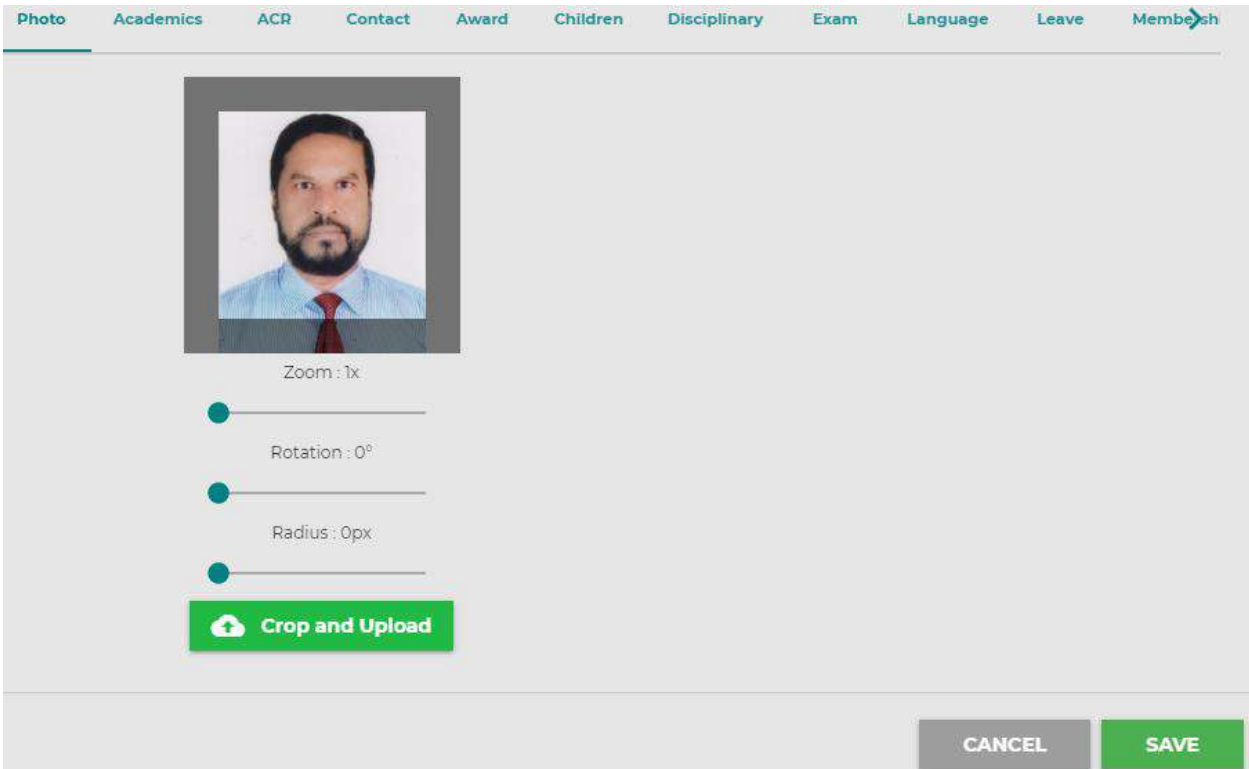 Photo Academics ACR Contact Award Children Disciplinary Exam Language Leave Membersh
Zoom : 1x
Rotation : 0°
Radius : 0px
Crop and Upload
CANCEL SAVE